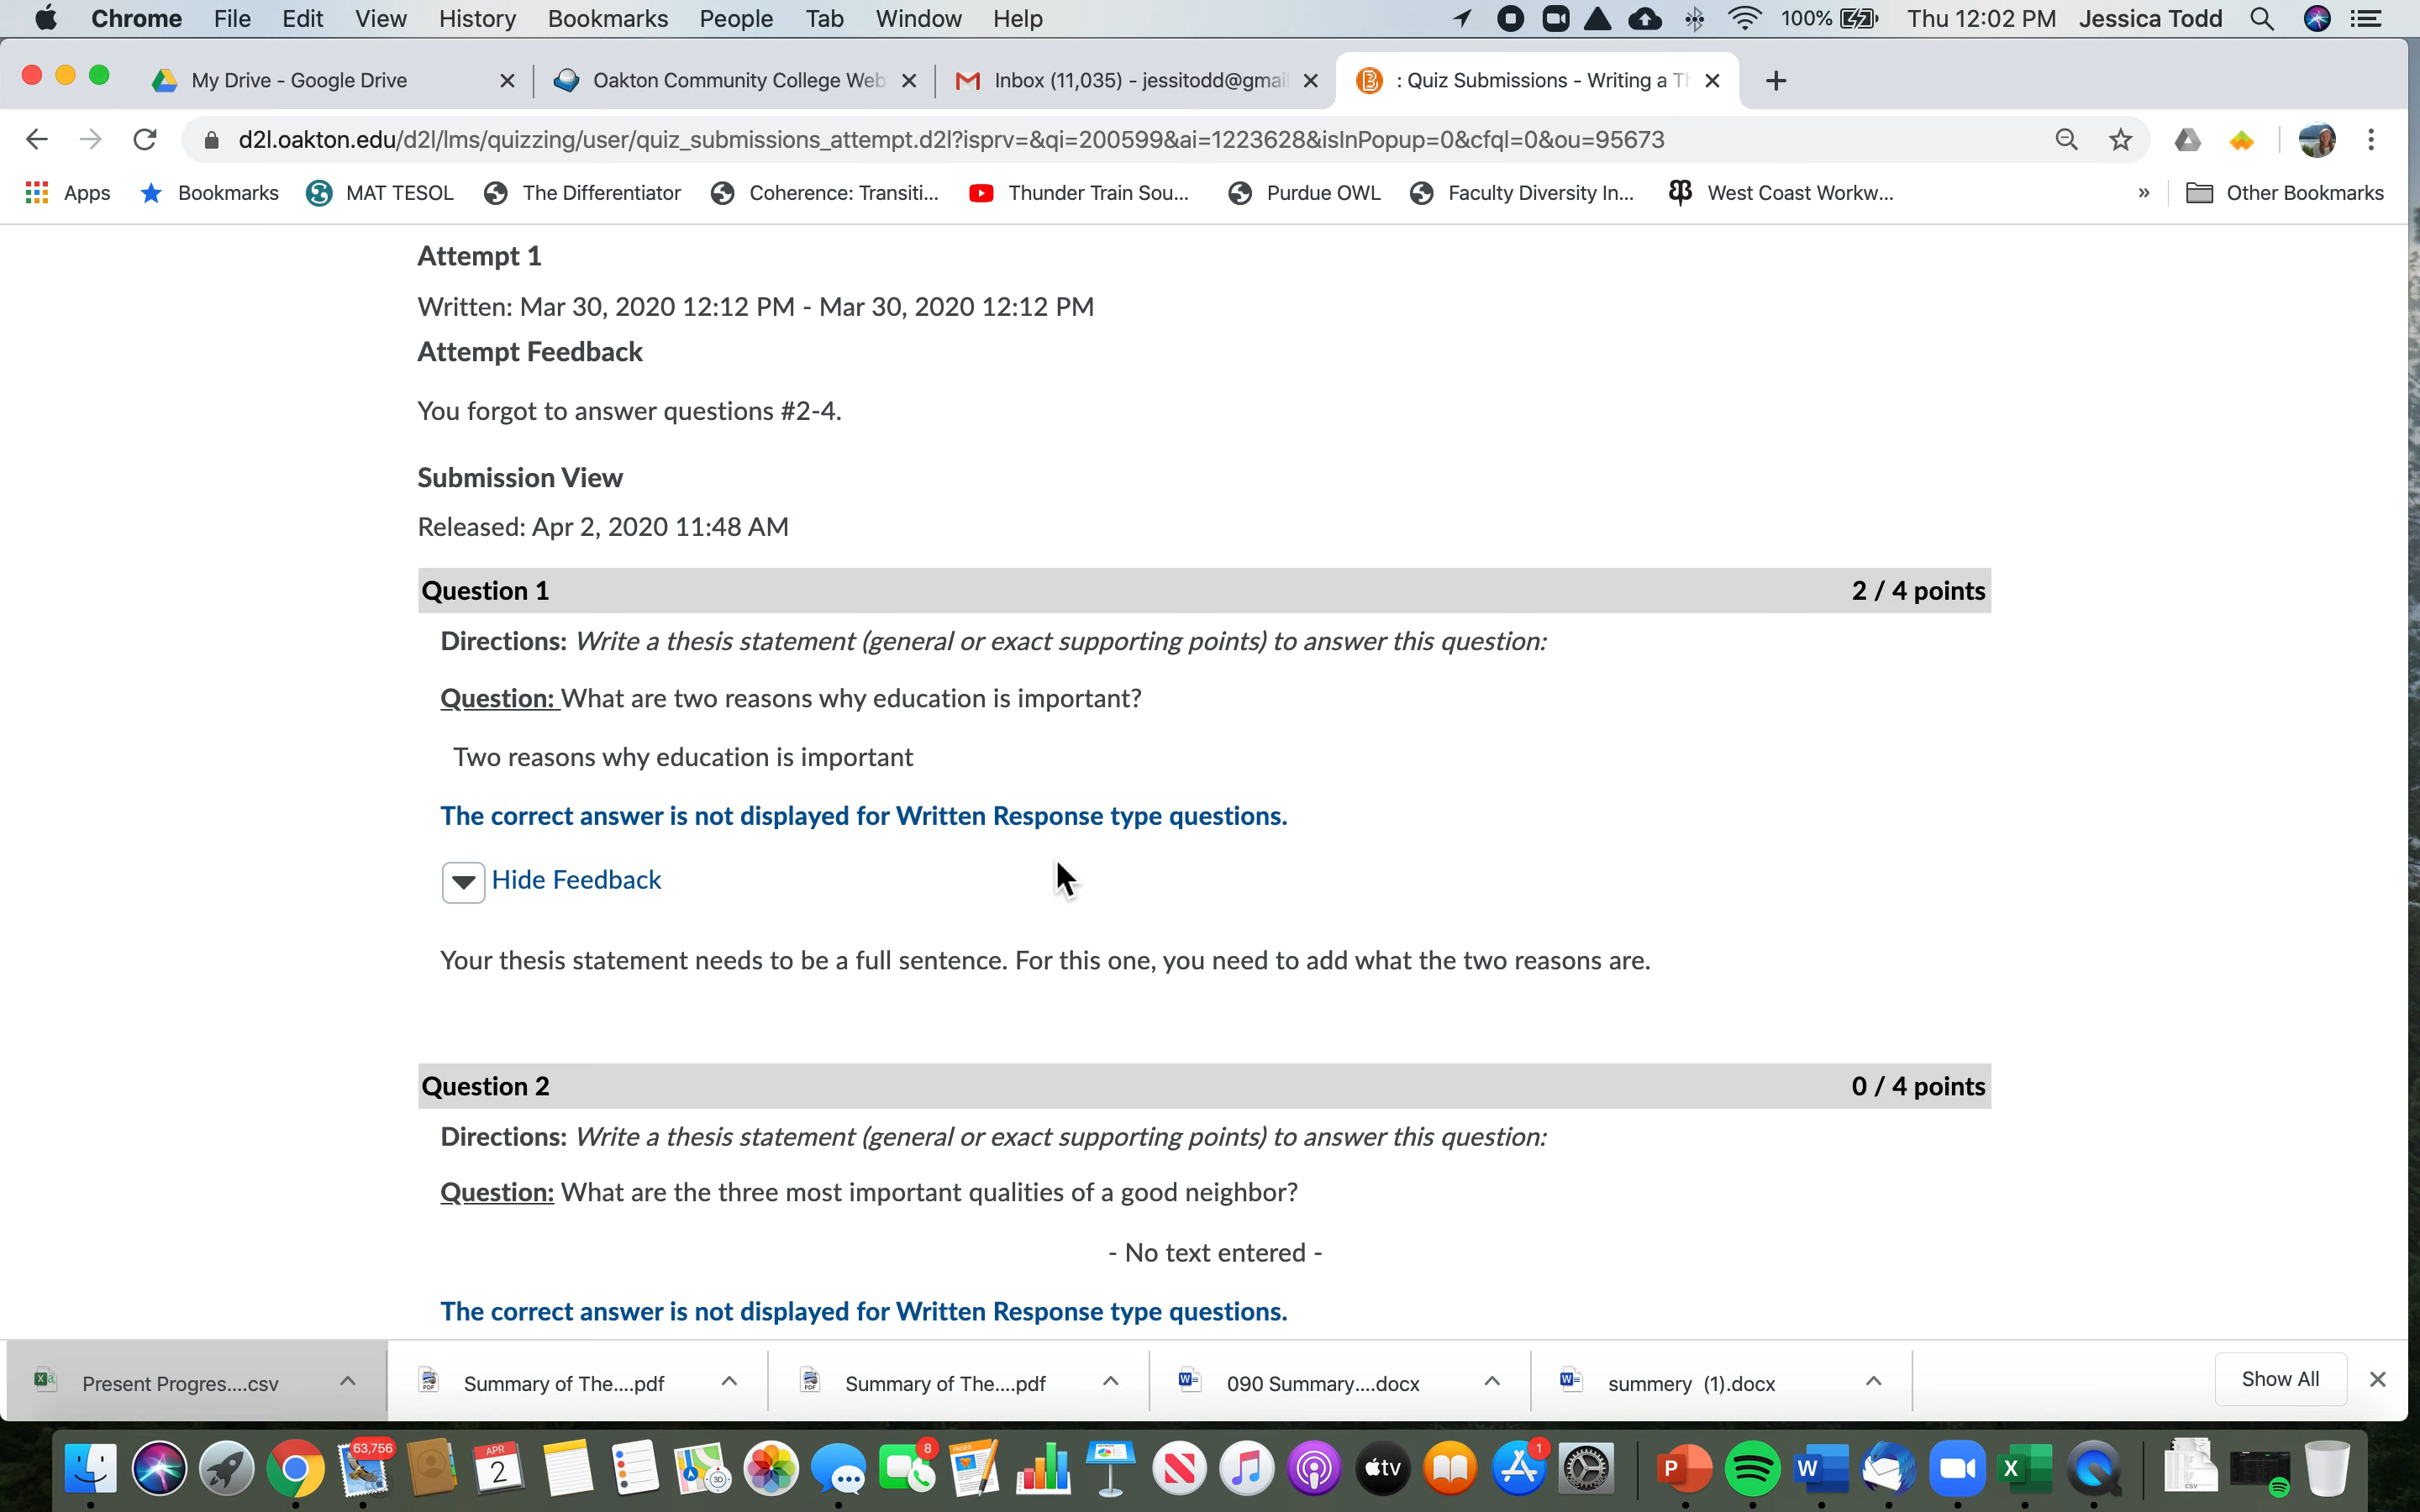 Chrome File Edit View History Bookmarks People Tab Window Help 100% Thu 12:02 PM Jessica Todd
My Drive - Google Drive Oakton Community College Web Inbox (11,035) - jessitodd@gmai : Quiz Submissions - Writing a Th
d2l.oakton.edu/d2l/lms/quizzing/user/quiz_submissions_attempt.d2l?isprv=&qi=200599&ai=1223628&isInPopup=0&cfql=0&ou=95673
Apps Bookmarks MAT TESOL The Differentiator Coherence: Transiti... Thunder Train Sou... Purdue OWL Faculty Diversity In... West Coast Workw... » Other Bookmarks
Attempt 1
Written: Mar 30, 2020 12:12 PM - Mar 30, 2020 12:12 PM
Attempt Feedback
You forgot to answer questions #2-4.
Submission View
Released: Apr 2, 2020 11:48 AM
Question 1 2 / 4 points
Directions: Write a thesis statement (general or exact supporting points) to answer this question:
Question: What are two reasons why education is important?
Two reasons why education is important
The correct answer is not displayed for Written Response type questions.
Hide Feedback
Your thesis statement needs to be a full sentence. For this one, you need to add what the two reasons are.
Question 2 0 / 4 points
Directions: Write a thesis statement (general or exact supporting points) to answer this question:
Question: What are the three most important qualities of a good neighbor?
- No text entered -
The correct answer is not displayed for Written Response type questions.
Present Progres....csv Summary of The....pdf Summary of The....pdf 090 Summary....docx summery (1).docx Show All
63,756 APR 2 3D 8 PAGES tv 1 P W X CSV